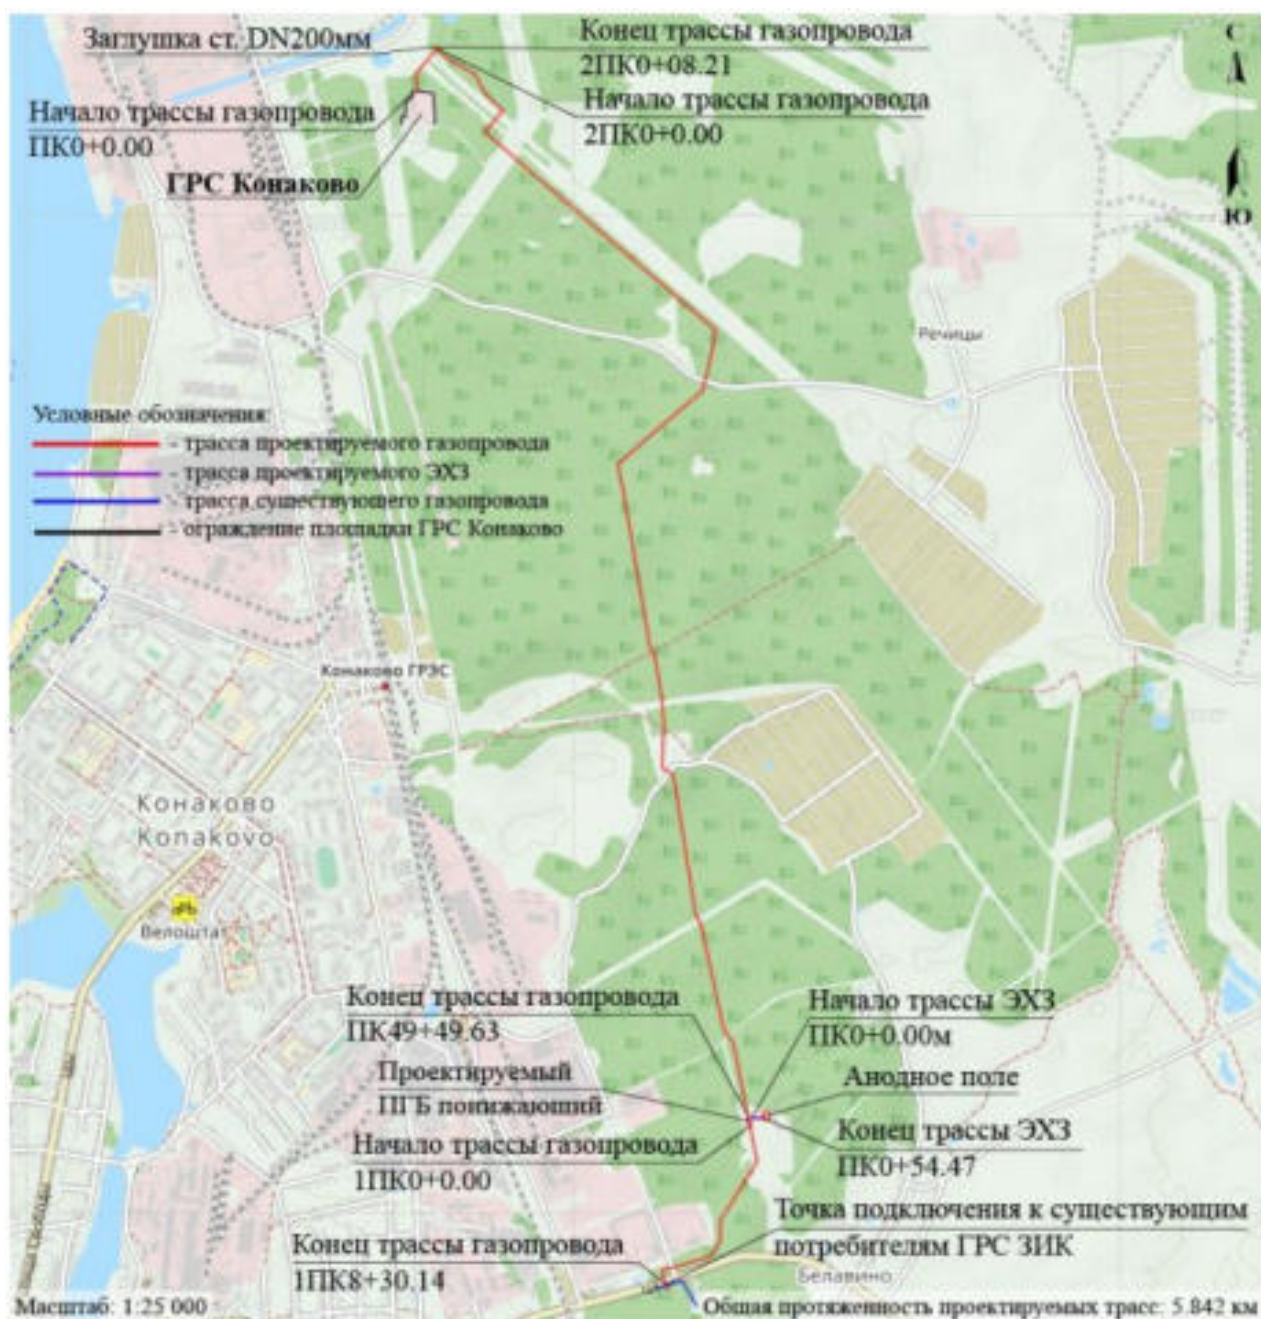 Заглушка ст. DN200мм
Конец трассы газопровода
2ПК0+08.21
С
Начало трассы газопровода
ПК0+0.00
Начало трассы газопровода
2ПК0+0.00
ГРС Конаково
Ю
Речицы
Условные обозначения:
- трасса проектируемого газопровода
- трасса проектируемого ЭХЗ
- трасса существующего газопровода
- ограждение площадки ГРС Конаково
Конаково ГРЭС
Конаково
Konakovo
Велоштат
Конец трассы газопровода
ПК49+49.63
Начало трассы ЭХЗ
ПК0+0.00м
Проектируемый
ПГБ понижающий
Анодное поле
Начало трассы газопровода
1ПК0+0.00
Конец трассы ЭХЗ
ПК0+54.47
Точка подключения к существующим
потребителям ГРС ЗИК
Конец трассы газопровода
1ПК8+30.14
Белавино
Масштаб: 1:25 000
Общая протяженность проектируемых трасс: 5.842 км